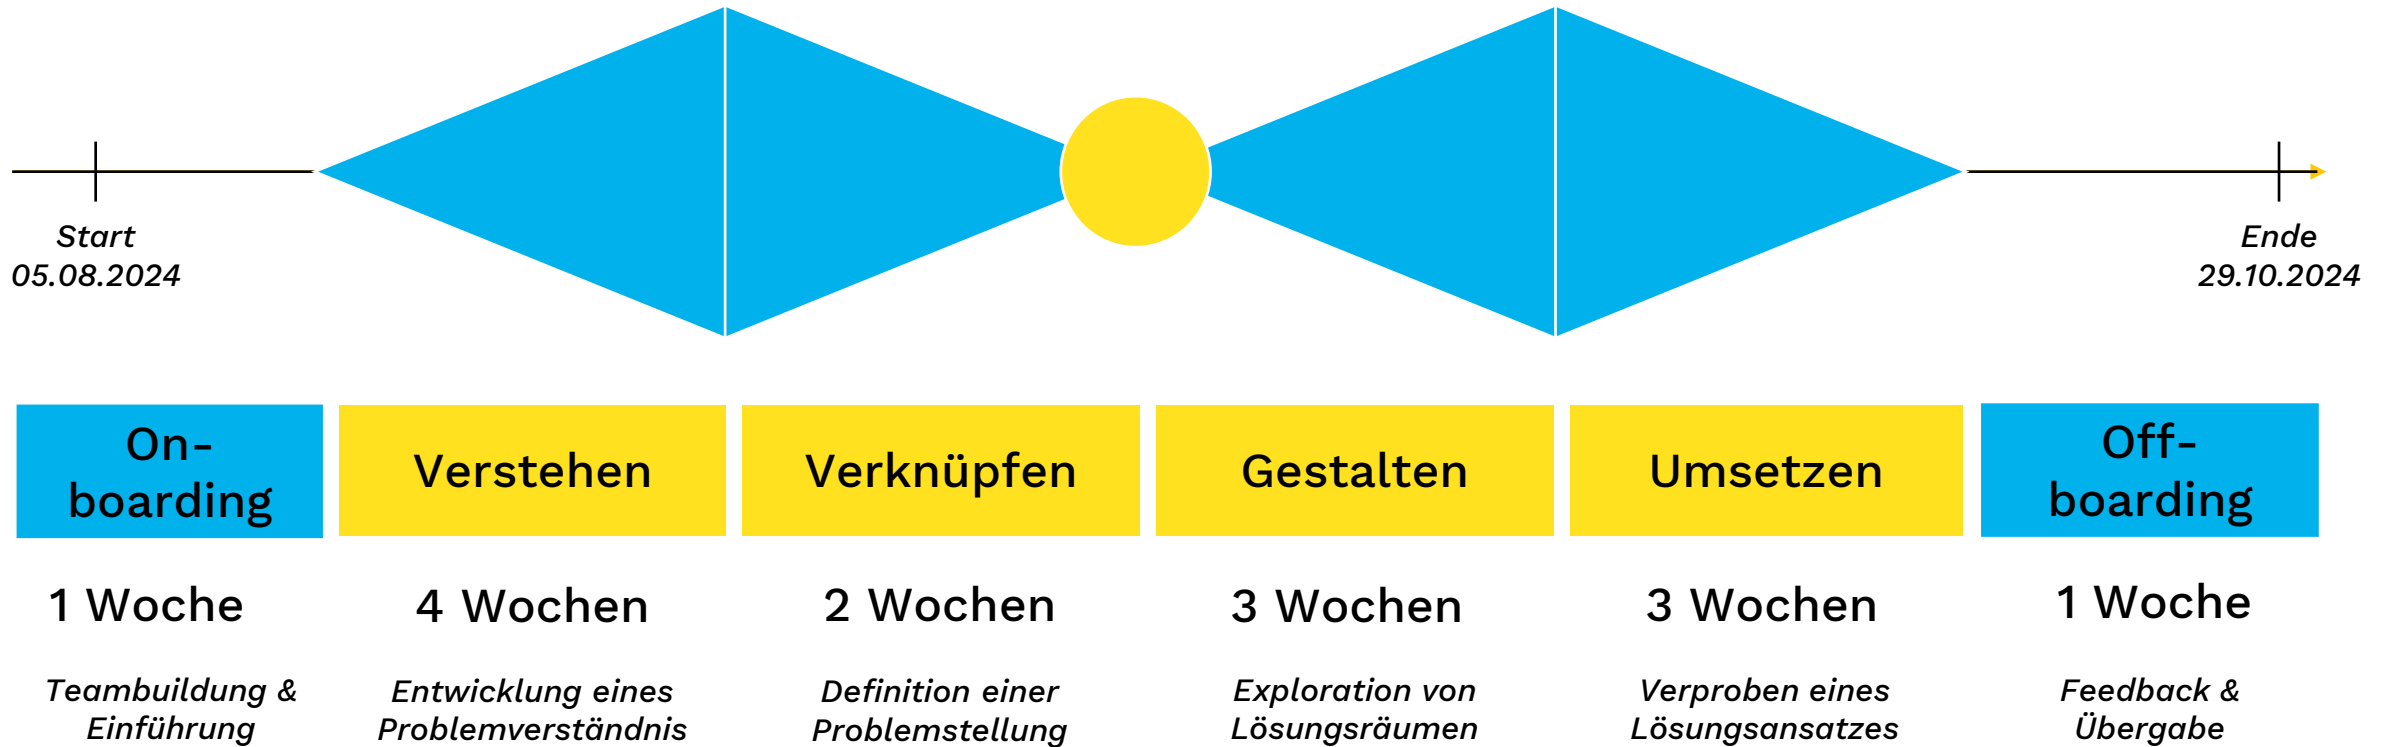 Start
05.08.2024
Ende
29.10.2024
On-
boarding
Verstehen
Verknüpfen
Gestalten
Umsetzen
Off-
boarding
1 Woche
4 Wochen
2 Wochen
3 Wochen
3 Wochen
1 Woche
Teambuildung &
Einführung
Entwicklung eines
Problemverständnis
Definition einer
Problemstellung
Exploration von
Lösungsräumen
Verproben eines
Lösungsansatzes
Feedback &
Übergabe